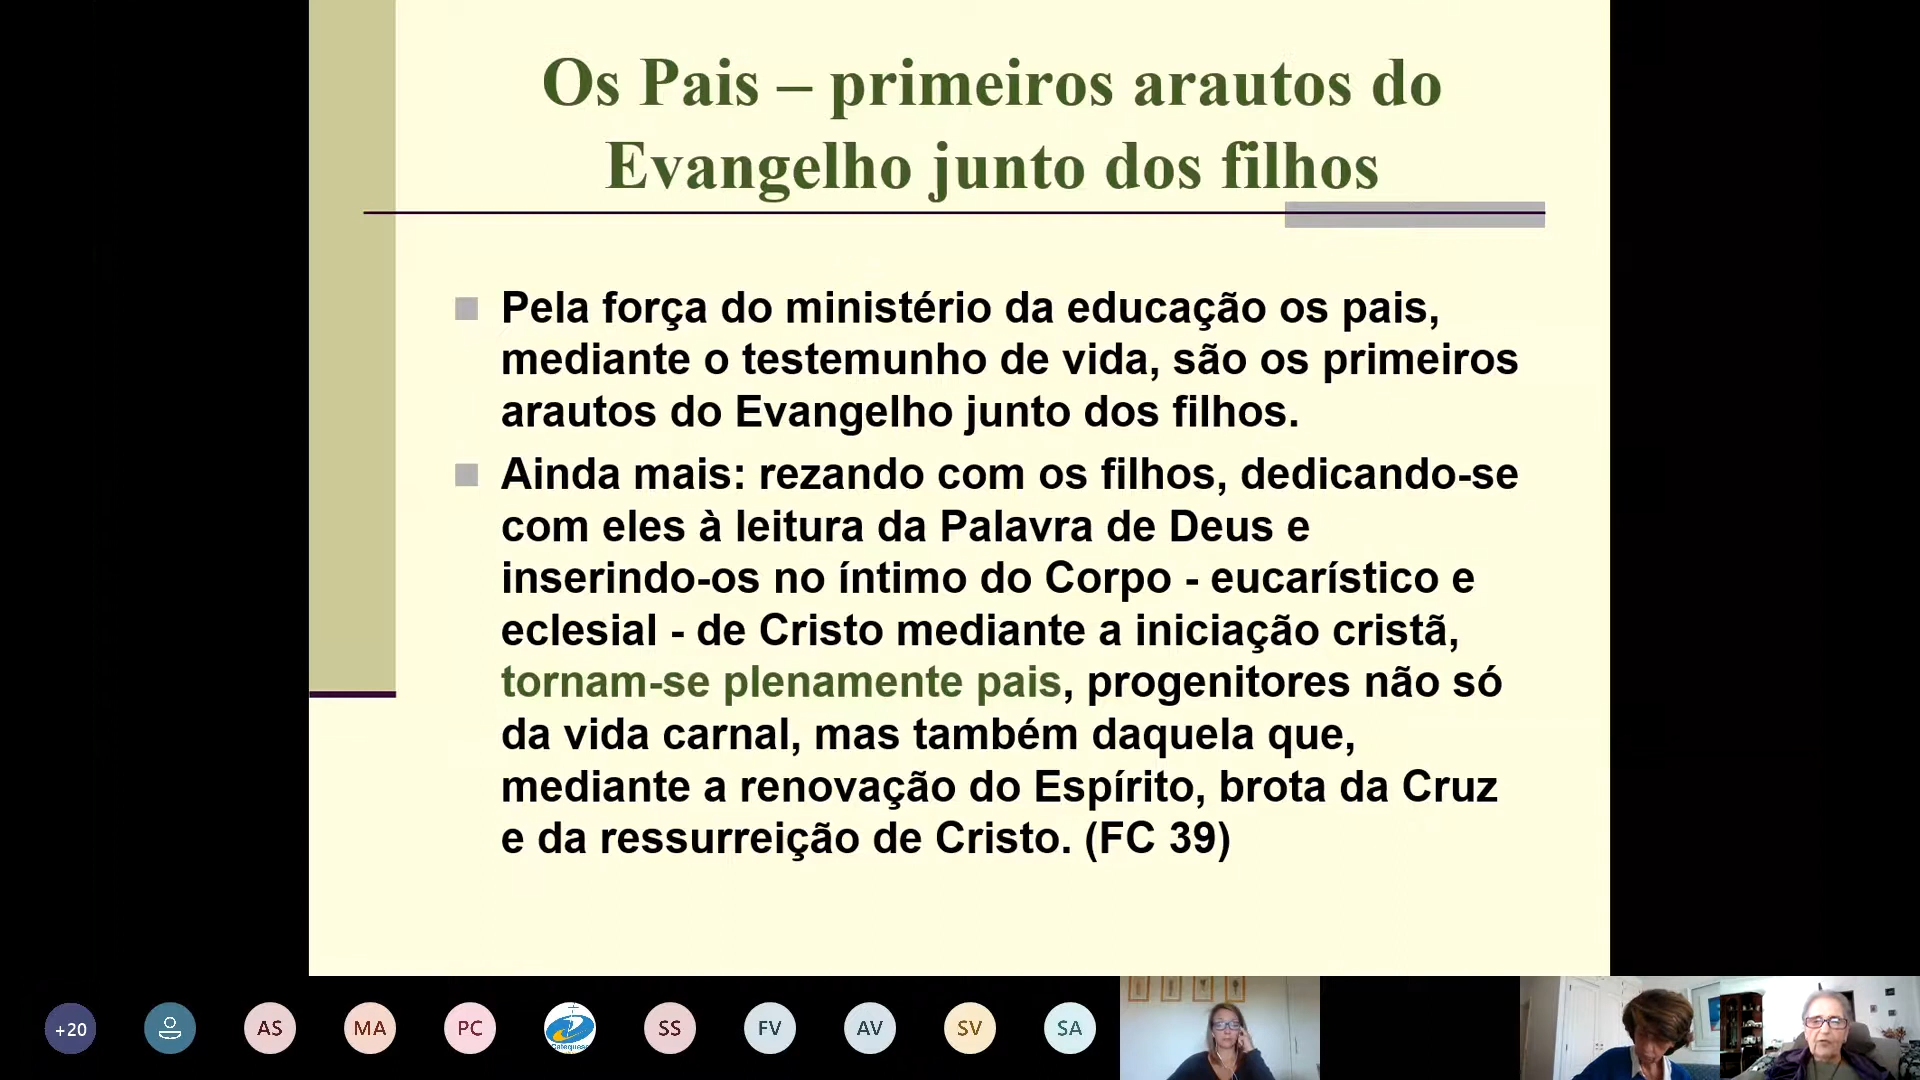 Os Pais – primeiros arautos do
Evangelho junto dos filhos
Pela força do ministério da educação os pais,
mediante o testemunho de vida, são os primeiros
arautos do Evangelho junto dos filhos.
Ainda mais: rezando com os filhos, dedicando-se
com eles à leitura da Palavra de Deus e
inserindo-os no íntimo do Corpo - eucarístico e
eclesial - de Cristo mediante a iniciação cristã,
tornam-se plenamente pais, progenitores não só
da vida carnal, mas também daquela que,
mediante a renovação do Espírito, brota da Cruz
e da ressurreição de Cristo. (FC 39)
+20
AS
MA
PC
Catequese
SS
FV
AV
SV
SA